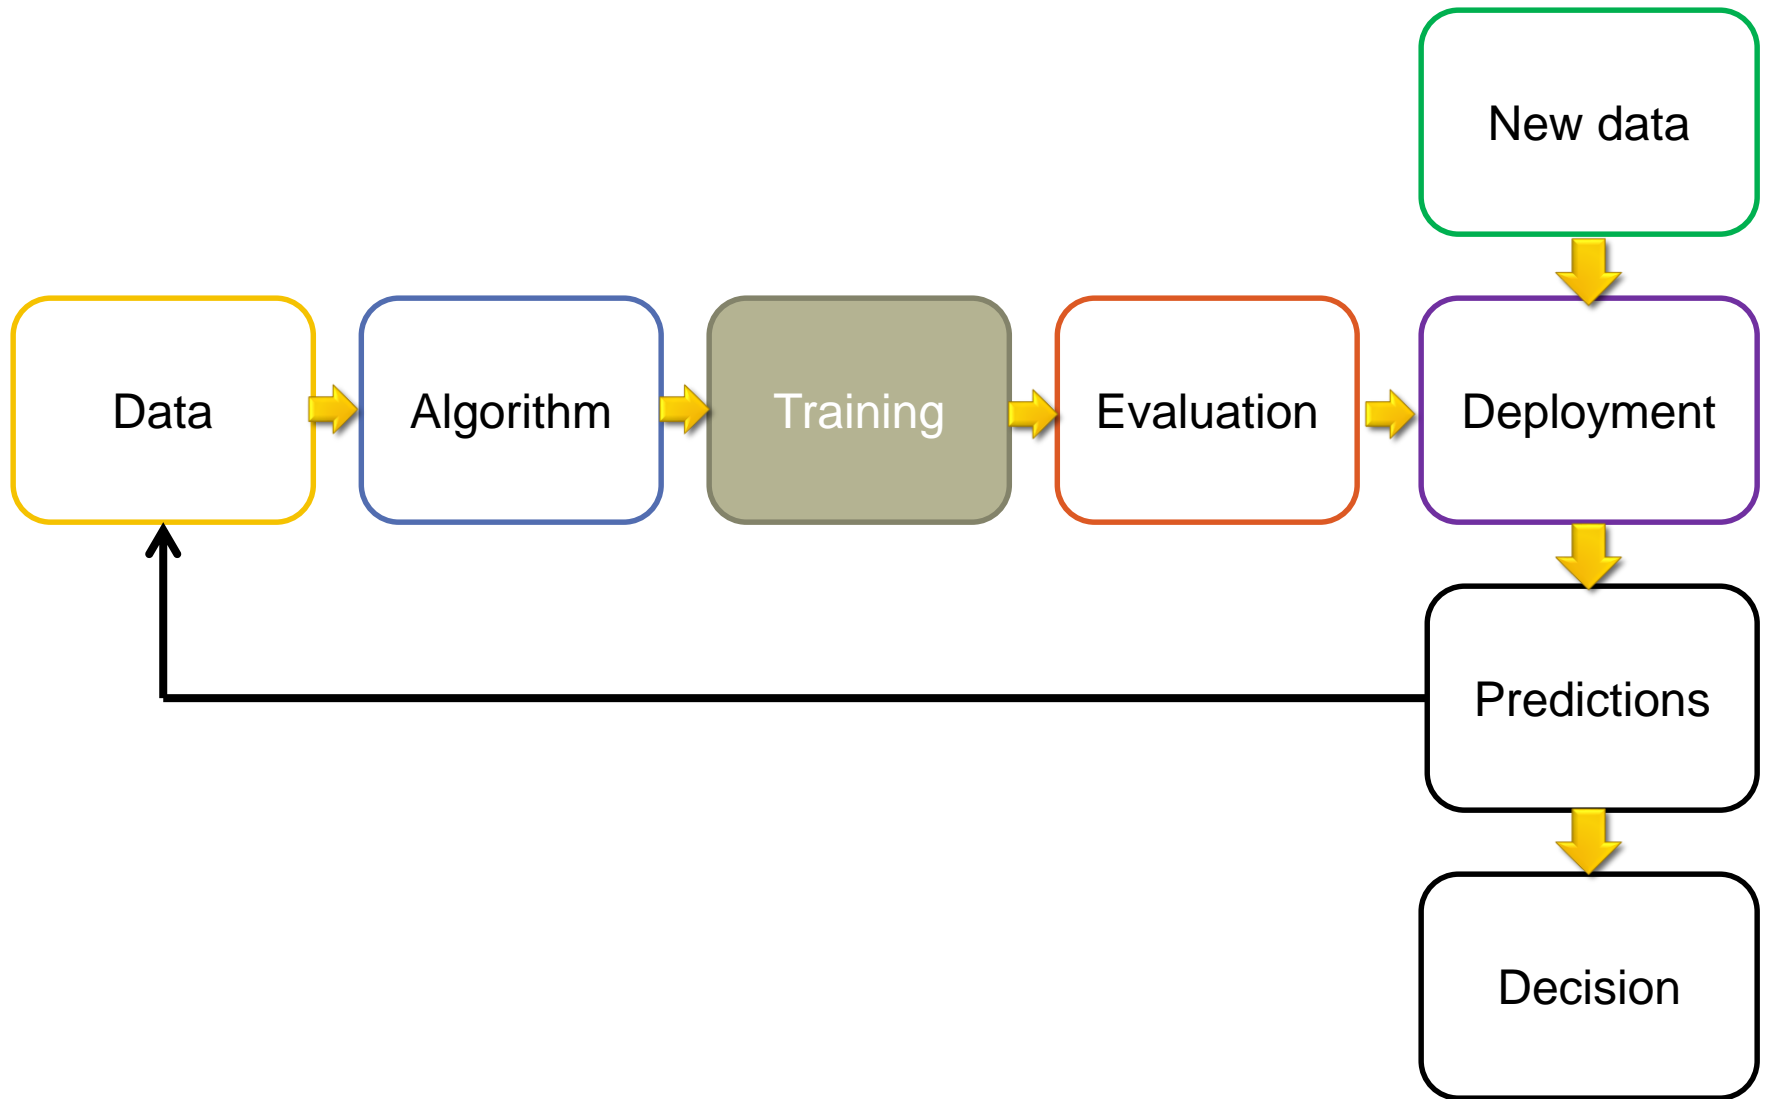 New data
Data
Algorithm
Training
Evaluation
Deployment
Predictions
Decision